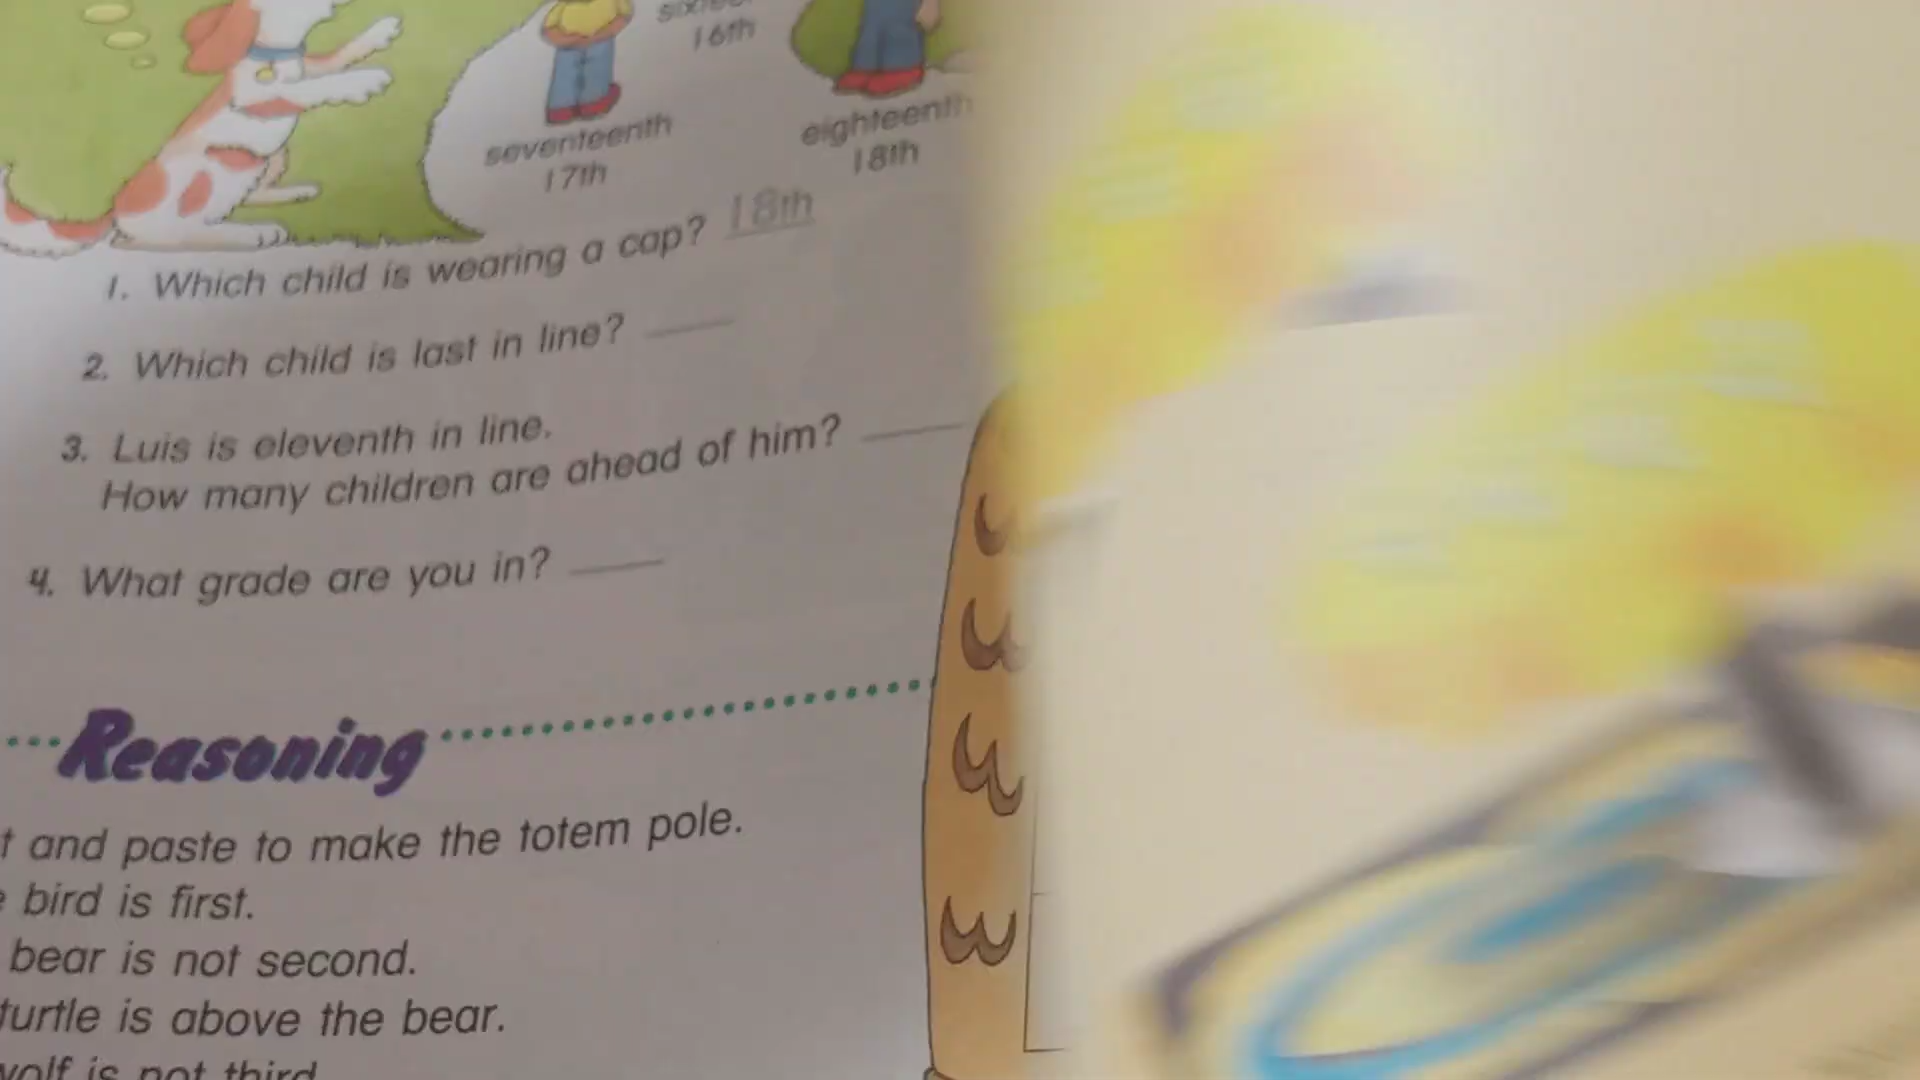 16th
seventeenth
17th
eighteenth
18th
1. Which child is wearing a cap? 18th
2. Which child is last in line?
3. Luis is eleventh in line.
How many children are ahead of him?
4. What grade are you in?
Reasoning
and paste to make the totem pole.
bird is first.
bear is not second.
turtle is above the bear.
is not third